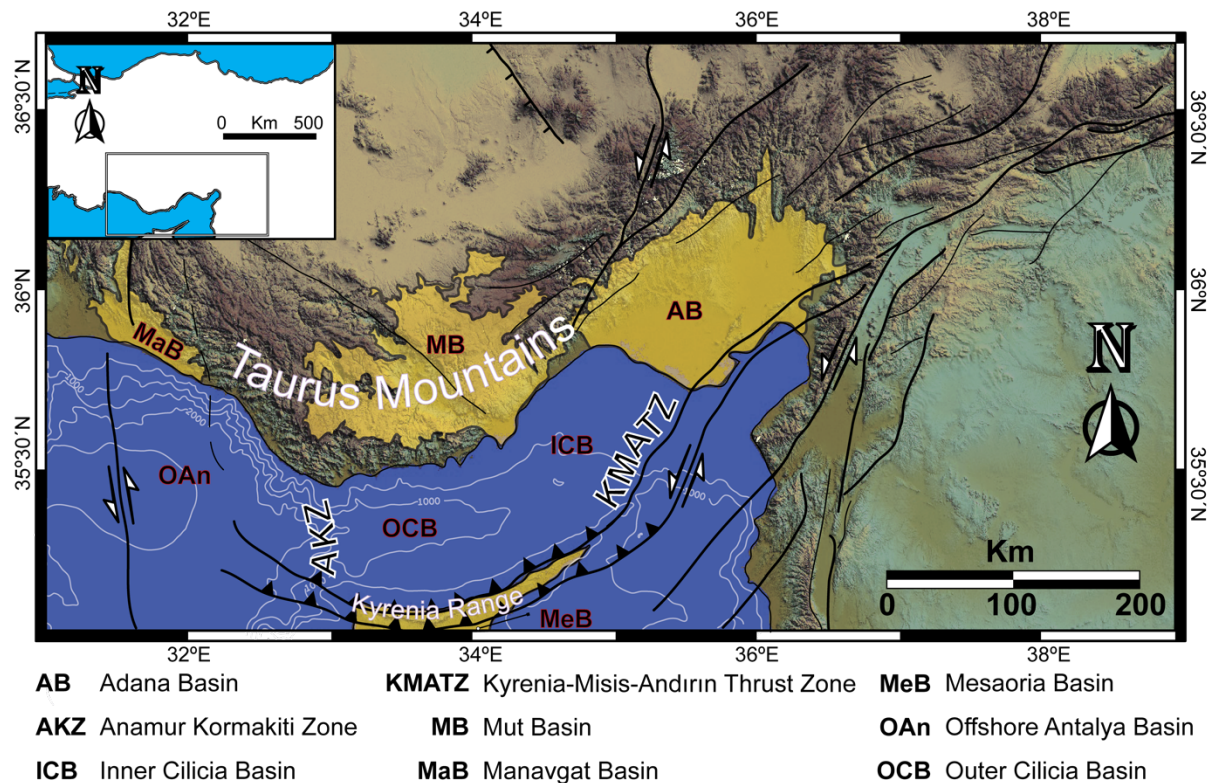 32°E 34°E 36°E 38°E
36°30'N
36°30'N
N
0 Km 500
36°N
36°N
MaB
MB
AB
Taurus Mountains
N
35°30'N
35°30'N
1000
2000
OAn
ICB
KMATZ
1000
AKZ
OCB
Km
0 100 200
Kyrenia Range
MeB
32°E 34°E 36°E 38°E
AB Adana Basin KMATZ Kyrenia-Misis-Andırın Thrust Zone MeB Mesaoria Basin
AKZ Anamur Kormakiti Zone MB Mut Basin OAn Offshore Antalya Basin
ICB Inner Cilicia Basin MaB Manavgat Basin OCB Outer Cilicia Basin